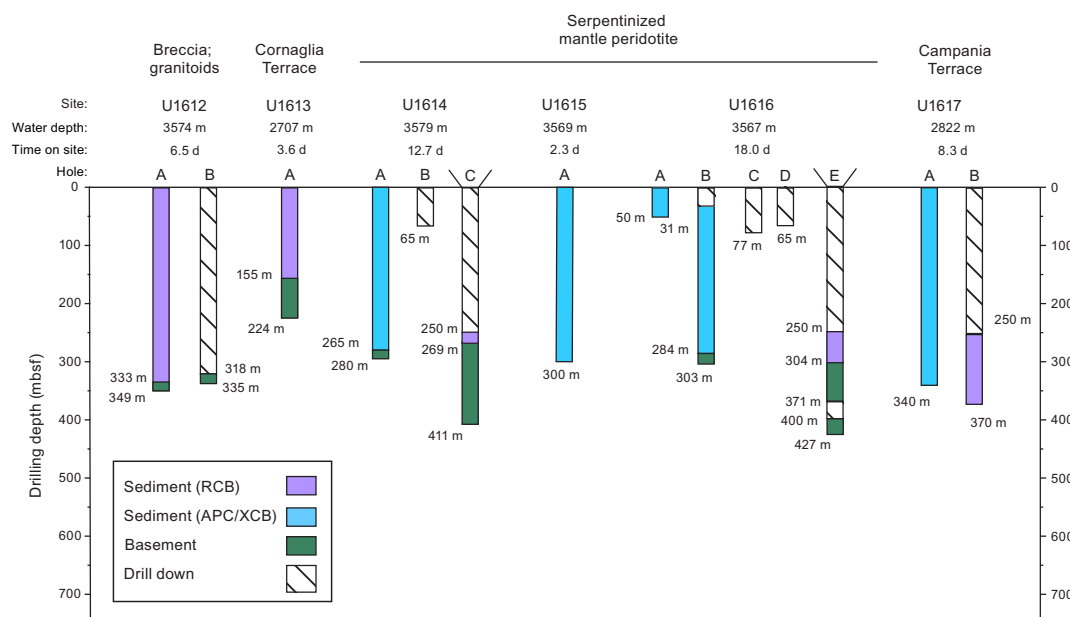 Serpentinized
mantle peridotite
Breccia;
granitoids
Cornaglia
Terrace
Campania
Terrace
Site: U1612 U1613 U1614 U1615 U1616 U1617
Water depth: 3574 m 2707 m 3579 m 3569 m 3567 m 2822 m
Time on site: 6.5 d 3.6 d 12.7 d 2.3 d 18.0 d 8.3 d
Hole: A B A A B C A A B C D E A B
Drilling depth (mbsf)
0
100
200
300
400
500
600
700
333 m
349 m
318 m
335 m
155 m
224 m
265 m
280 m
65 m
250 m
269 m
411 m
300 m
50 m
31 m
284 m
303 m
77 m
65 m
250 m
304 m
371 m
400 m
427 m
340 m
250 m
370 m
0
100
200
300
400
500
600
700
Sediment (RCB)
Sediment (APC/XCB)
Basement
Drill down